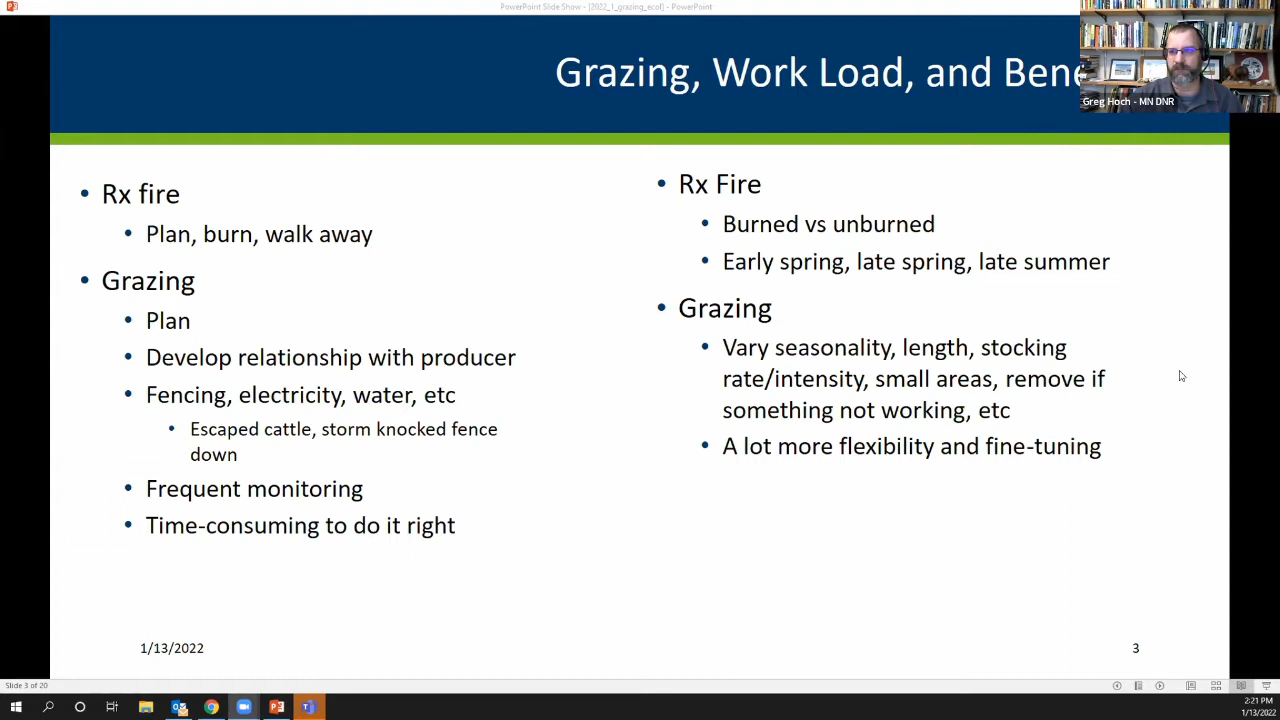 PowerPoint Slide Show - [2022_1_grazing_ecol] - PowerPoint
Grazing, Work Load, and Bene
Greg Hoch - MN DNR
• Rx fire
• Plan, burn, walk away
• Grazing
• Plan
• Develop relationship with producer
• Fencing, electricity, water, etc
• Escaped cattle, storm knocked fence
down
• Frequent monitoring
• Time-consuming to do it right
• Rx Fire
• Burned vs unburned
• Early spring, late spring, late summer
• Grazing
• Vary seasonality, length, stocking
rate/intensity, small areas, remove if
something not working, etc
• A lot more flexibility and fine-tuning
1/13/2022
3
Slide 3 of 20
2:21 PM
1/13/2022